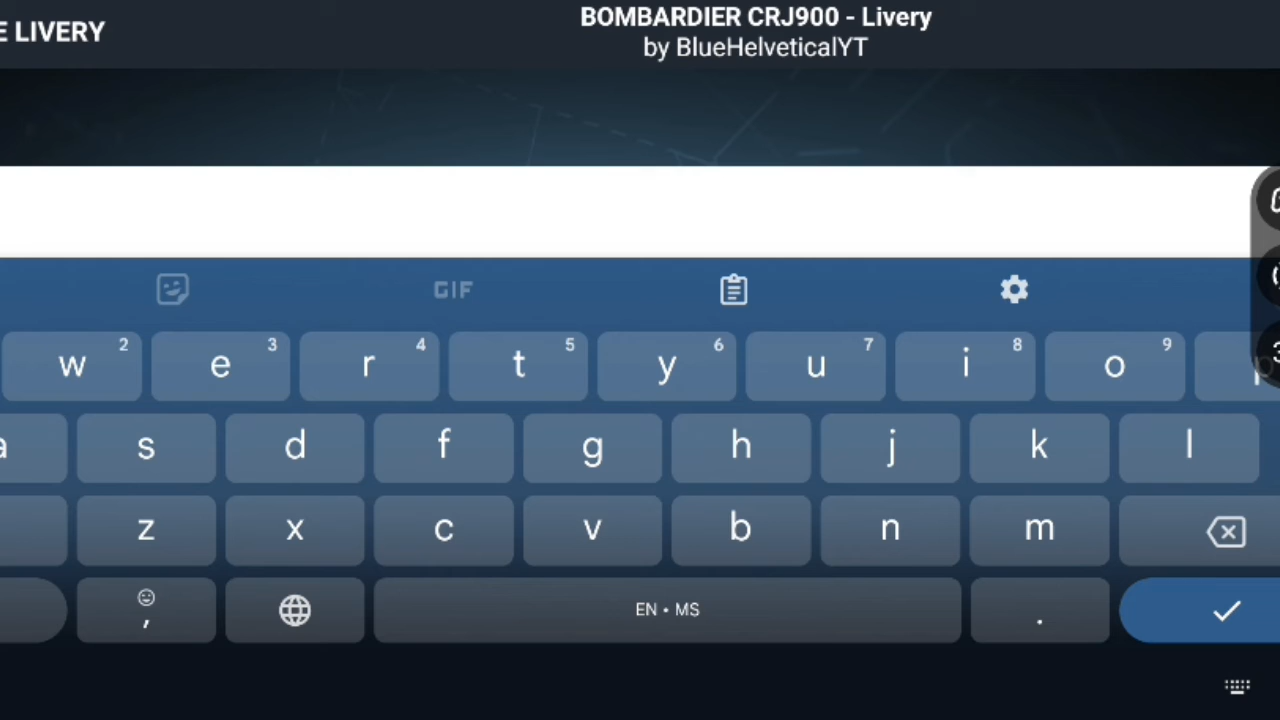 E LIVERY
BOMBARDIER CRJ900 - Livery
by BlueHelveticalYT
GIF
w 2 e 3 r 4 t 5 y 6 u 7 i 8 o 9 p
a s d f g h j k l
z x c v b n m
, EN • MS .